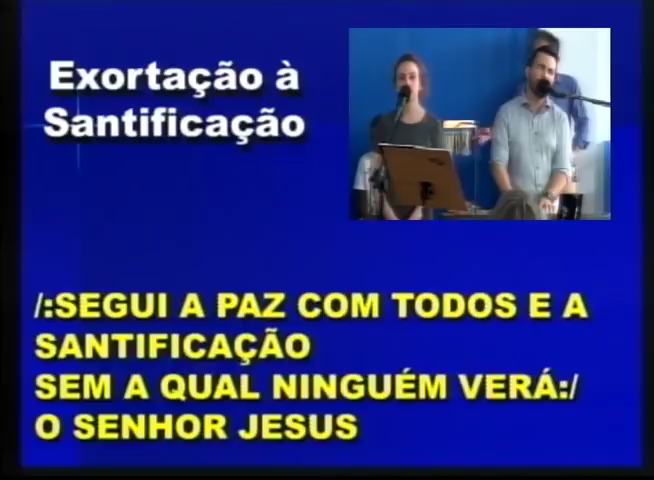 Exortação à
Santificação
/:SEGUI A PAZ COM TODOS E A
SANTIFICAÇÃO
SEM A QUAL NINGUÉM VERÁ:/
O SENHOR JESUS